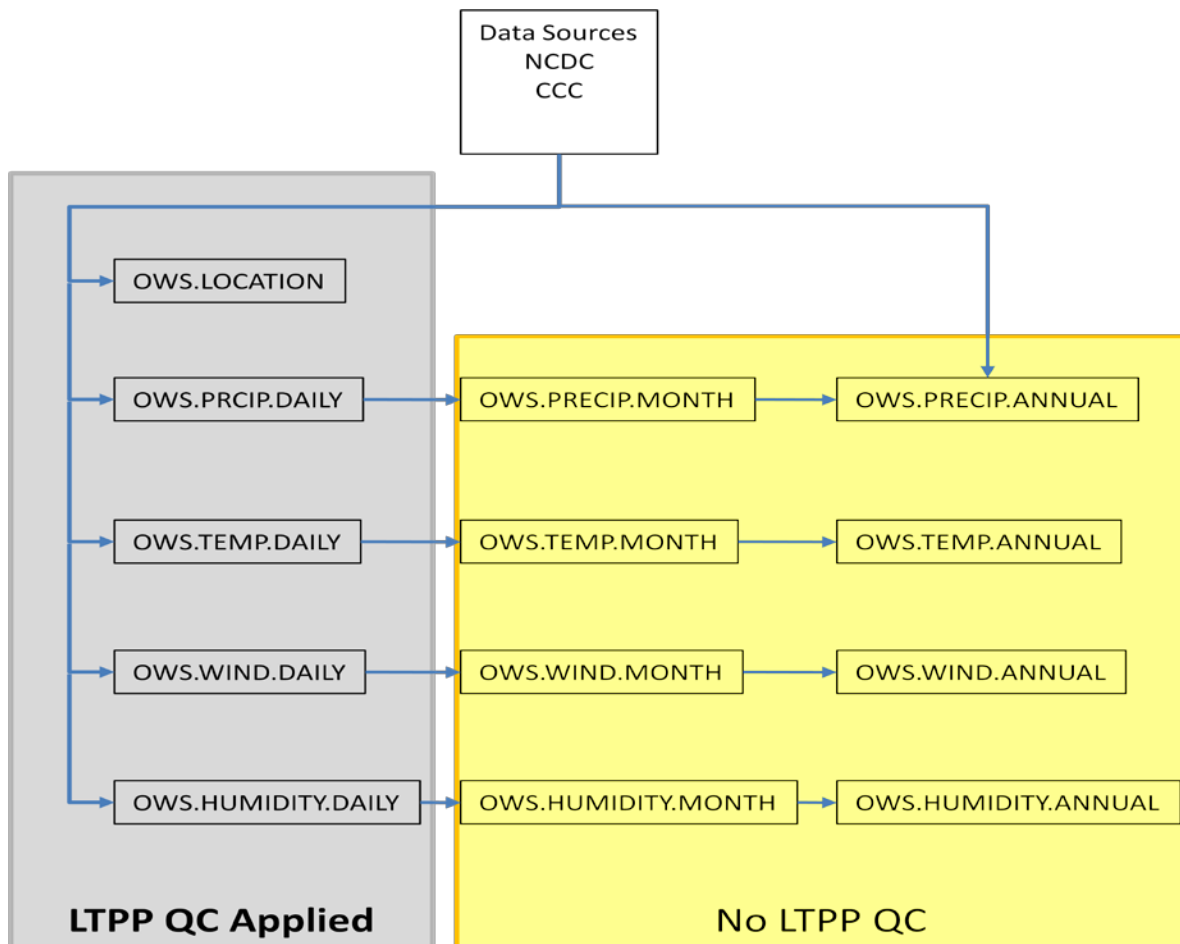 Data Sources
NCDC
CCC
OWS.LOCATION
OWS.PRCIP.DAILY
OWS.PRECIP.MONTH
OWS.PRECIP.ANNUAL
OWS.TEMP.DAILY
OWS.TEMP.MONTH
OWS.TEMP.ANNUAL
OWS.WIND.DAILY
OWS.WIND.MONTH
OWS.WIND.ANNUAL
OWS.HUMIDITY.DAILY
OWS.HUMIDITY.MONTH
OWS.HUMIDITY.ANNUAL
LTPP QC Applied
No LTPP QC